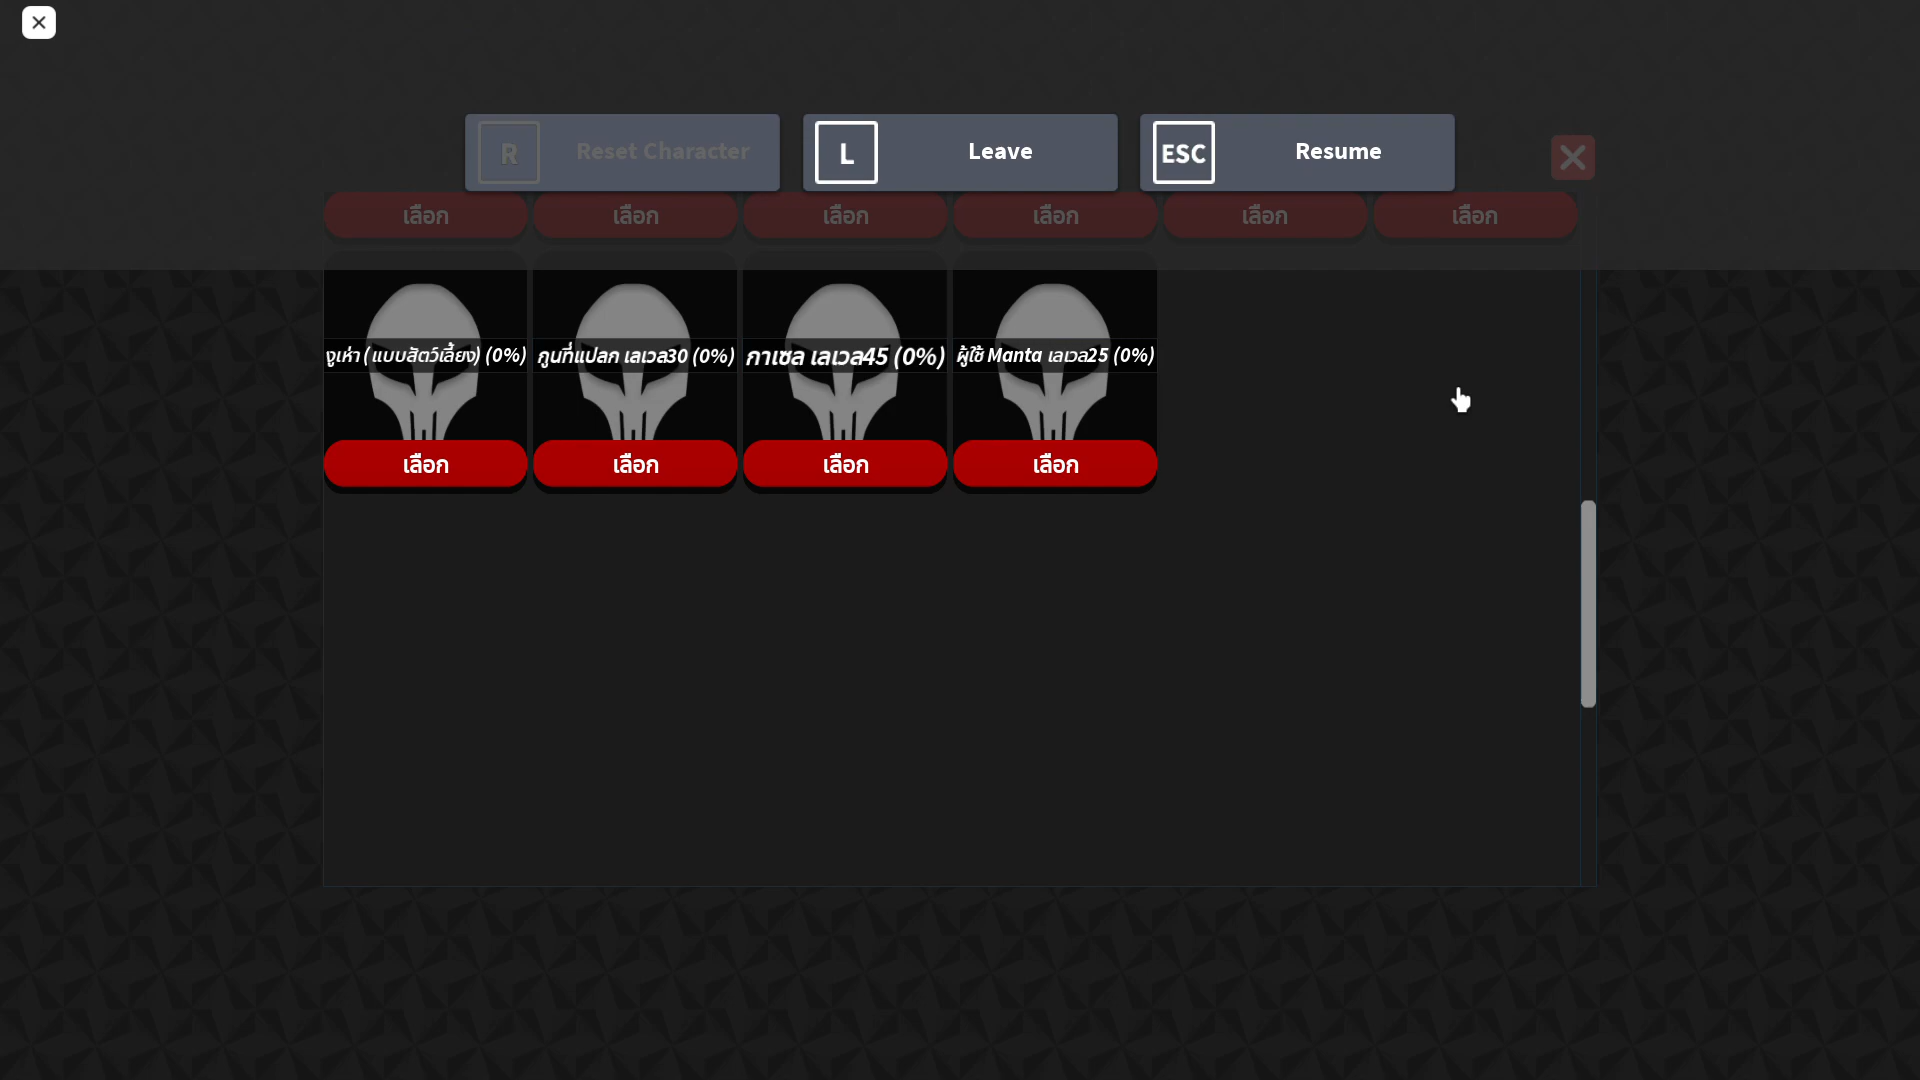 R
Reset Character
L
Leave
ESC
Resume
เลือก
เลือก
เลือก
เลือก
เลือก
เลือก
งูเห่า (แบบสัตว์เลี้ยง) (0%)
กูนที่แปลก เลเวล30 (0%)
กาเซล เลเวล45 (0%)
ผู้ใช้ Manta เลเวล25 (0%)
เลือก
เลือก
เลือก
เลือก